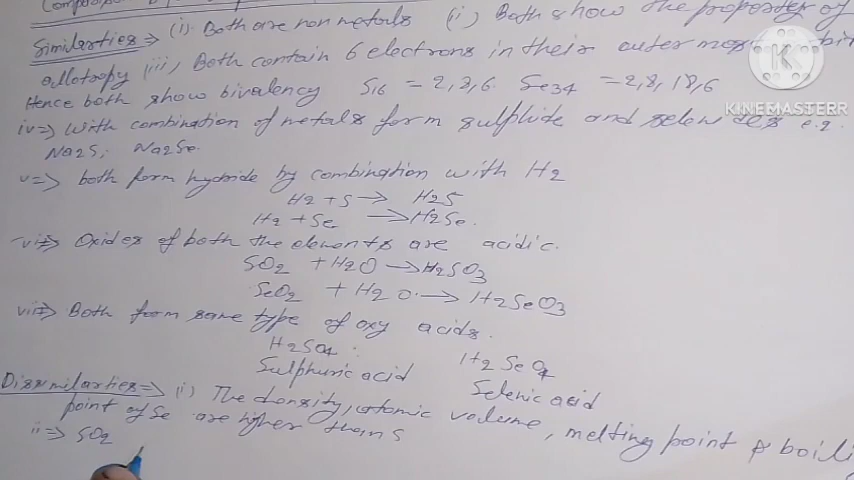 Similarties => (i) Both are non metals (i) Both show the property of
allotropy (iii) Both contain 6 electrons in their outer most
Hence both show bivalency S16 = 2,8,6. Se34 = 2,8,18,6
iv => With combination of metals form sulphide and e.g.
Na2S, Na2Se.
v => both form hydride by combination with H2
H2 + S -> H2S
H2 + Se -> H2Se.
vi => Oxides of both the elements are acidic.
SO2 + H2O -> H2SO3
SeO2 + H2O. -> H2SeO3
vii => Both form same type of oxy acids.
H2SO4 H2SeO4
Sulphuric acid Selenic acid
Dissimilarties => (i) The density, atomic volume, melting point & boili
point of Se are higher than S
ii => SO2
KINEMASTER